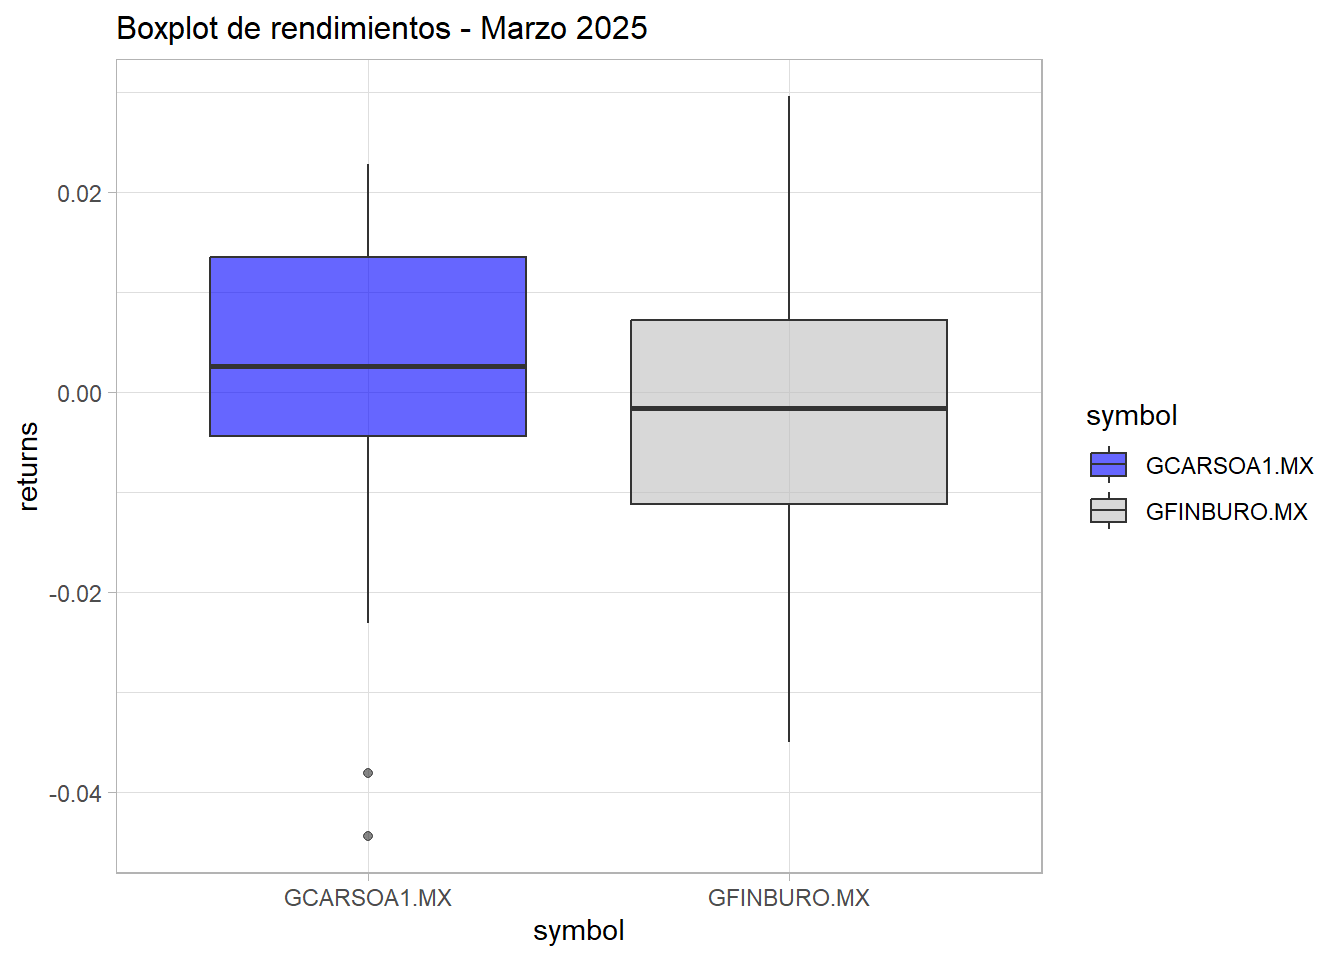 Boxplot de rendimientos - Marzo 2025
0.02
0.00
-0.02
-0.04
returns
GCARSOA1.MX
GFINBURO.MX
symbol
symbol
GCARSOA1.MX
GFINBURO.MX